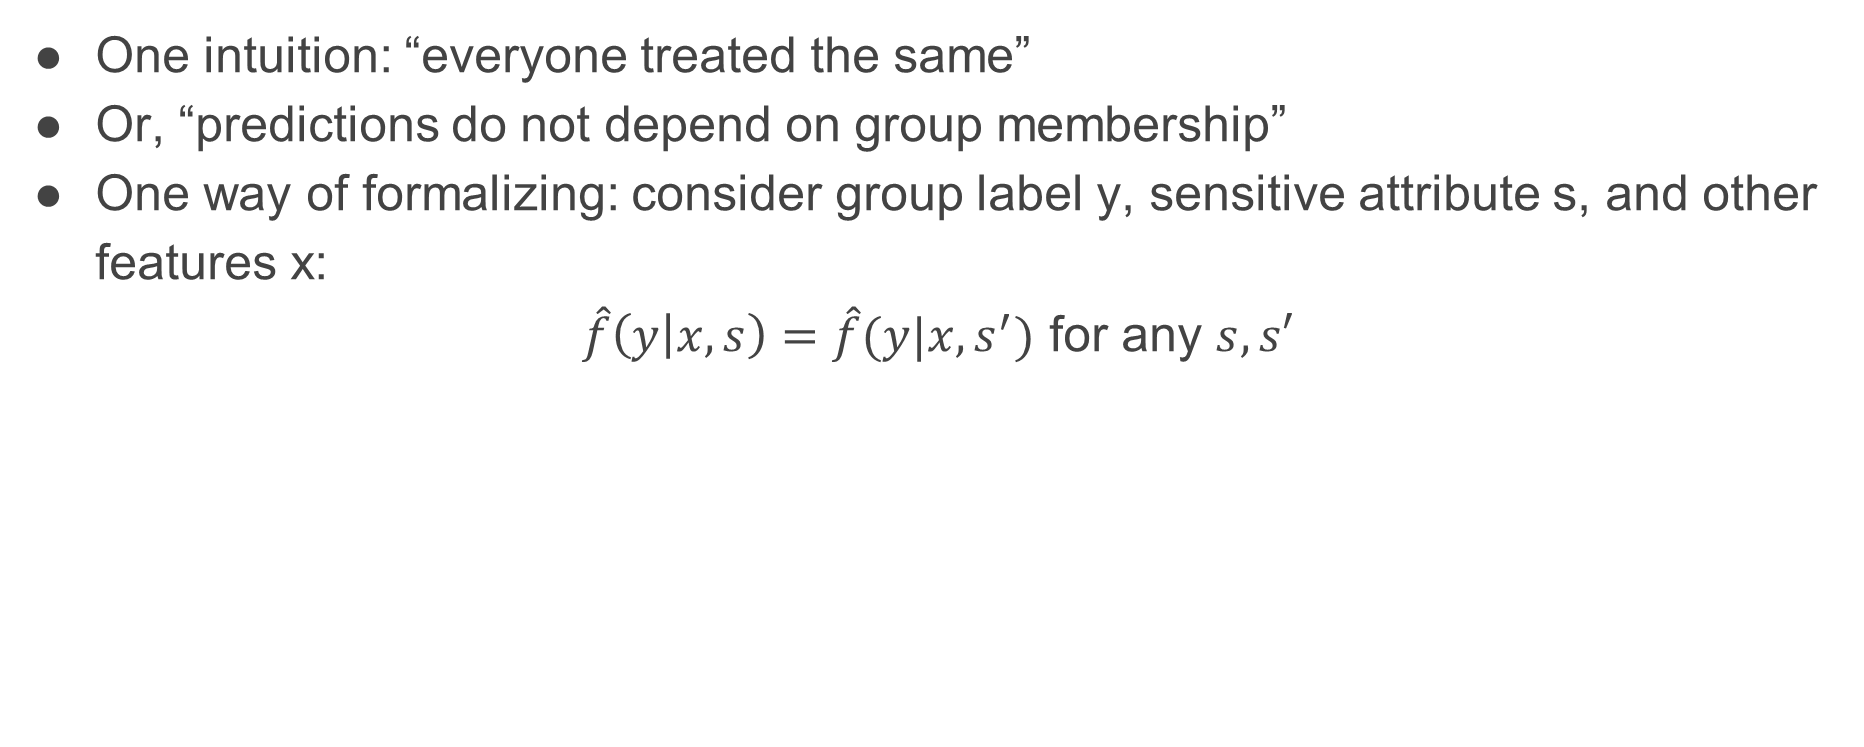 ● One intuition: “everyone treated the same”
● Or, “predictions do not depend on group membership”
● One way of formalizing: consider group label y, sensitive attribute s, and other
features x:
f̂(y|x, s) = f̂(y|x, s′) for any s, s′